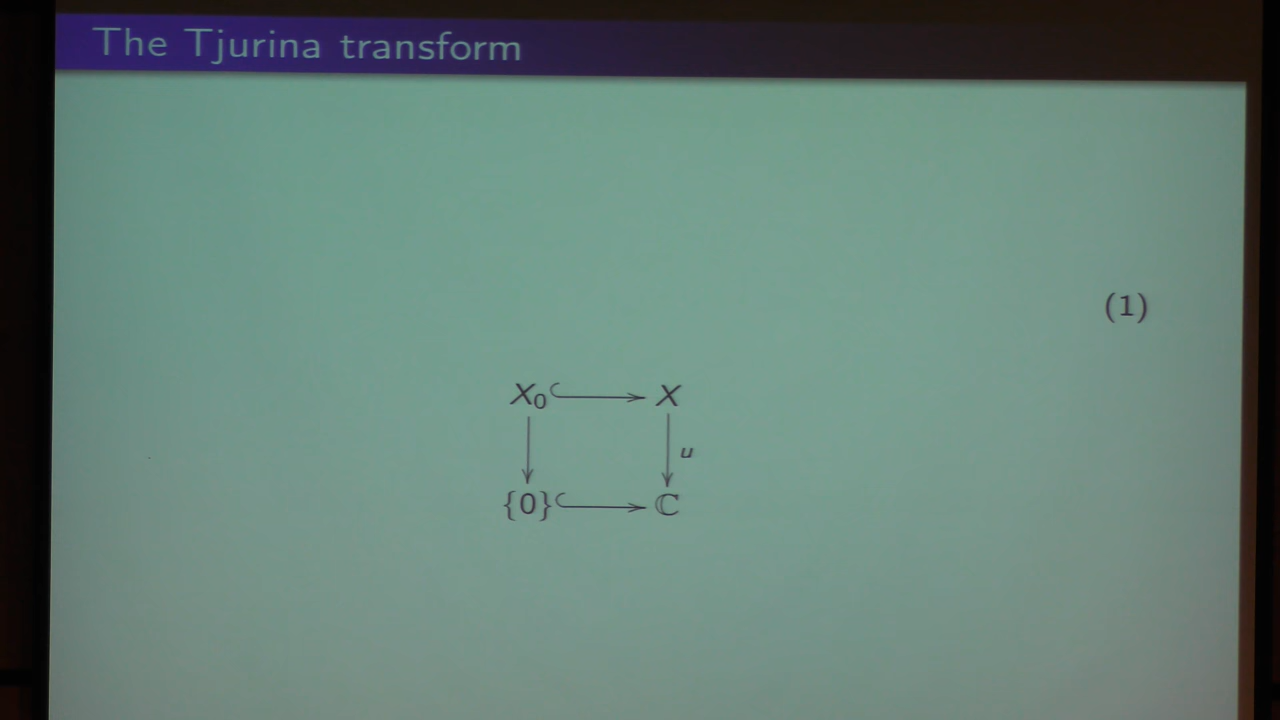 The Tjurina transform
(1)
X₀ X
u
{0} ℂ